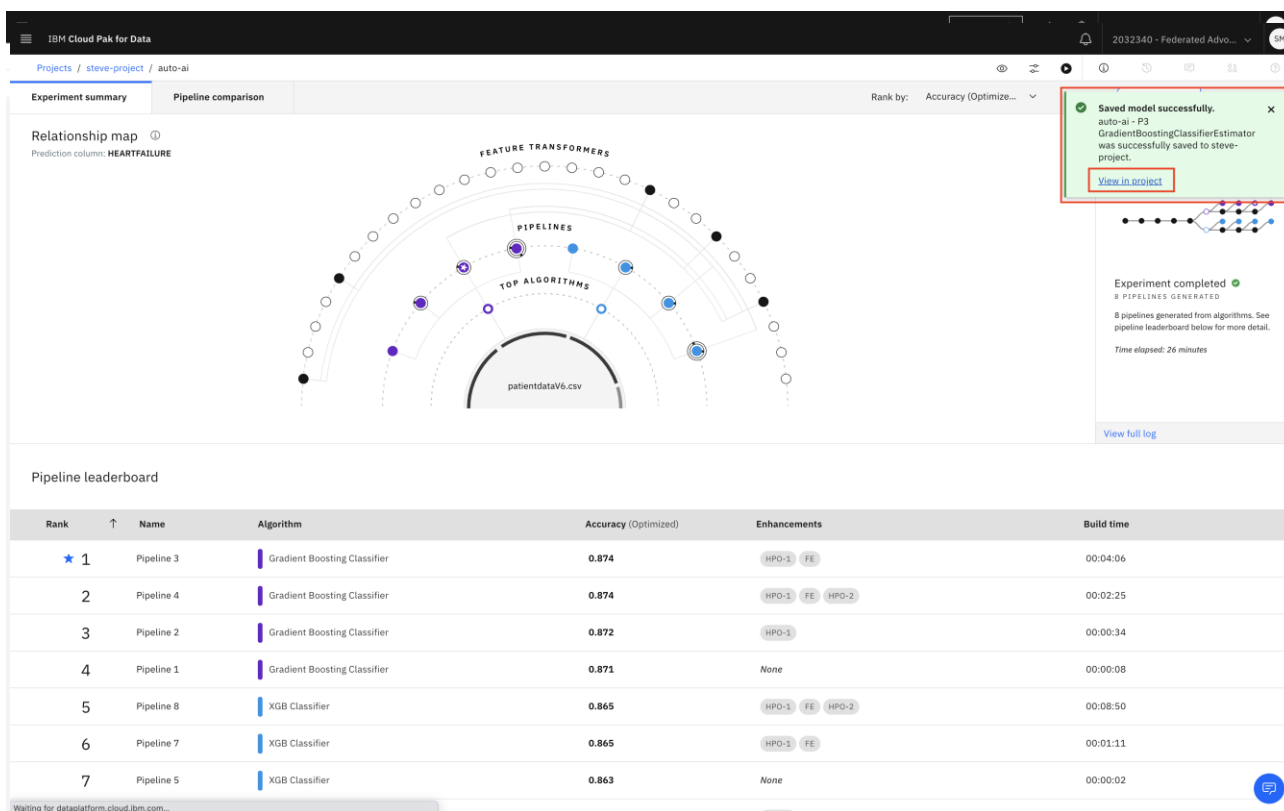 IBM Cloud Pak for Data
2032340 - Federated Advo...
SM
Projects / steve-project / auto-ai
Experiment summary
Pipeline comparison
Rank by: Accuracy (Optimize...
Saved model successfully.
auto-ai - P3
GradientBoostingClassifierEstimator
was successfully saved to steve-
project.
View in project
Relationship map
Prediction column: HEARTFAILURE
FEATURE TRANSFORMERS
PIPELINES
TOP ALGORITHMS
patientdataV6.csv
Experiment completed
8 PIPELINES GENERATED
8 pipelines generated from algorithms. See
pipeline leaderboard below for more detail.
Time elapsed: 26 minutes
View full log
Pipeline leaderboard
Rank ↑ Name Algorithm Accuracy (Optimized) Enhancements Build time
1 Pipeline 3 Gradient Boosting Classifier 0.874 HPO-1 FE 00:04:06
2 Pipeline 4 Gradient Boosting Classifier 0.874 HPO-1 FE HPO-2 00:02:25
3 Pipeline 2 Gradient Boosting Classifier 0.872 HPO-1 00:00:34
4 Pipeline 1 Gradient Boosting Classifier 0.871 None 00:00:08
5 Pipeline 8 XGB Classifier 0.865 HPO-1 FE HPO-2 00:08:50
6 Pipeline 7 XGB Classifier 0.865 HPO-1 FE 00:01:11
7 Pipeline 5 XGB Classifier 0.863 None 00:00:02
Waiting for dataplatform.cloud.ibm.com...